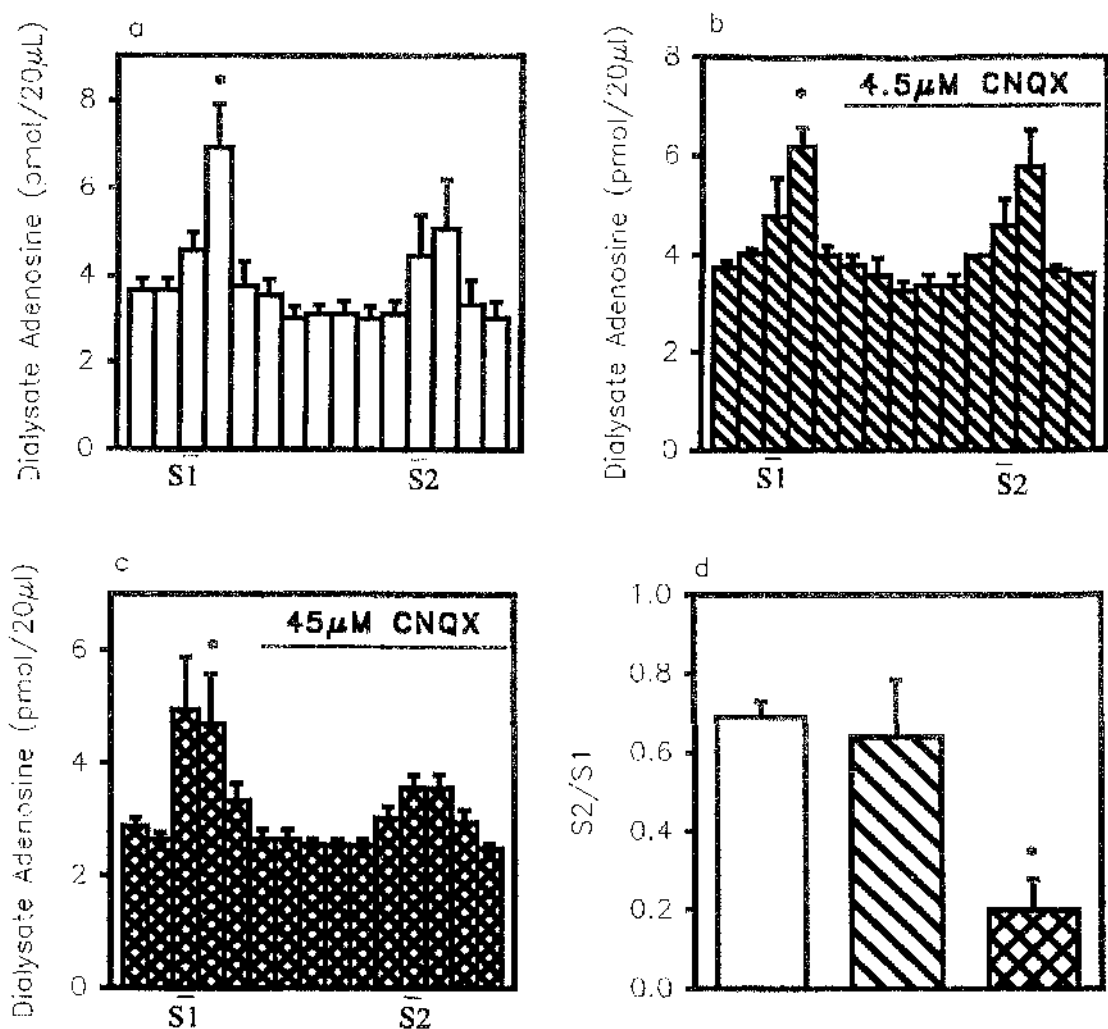 a
Dialysate Adenosine (pmol/20μL)
8
6
4
2
0
S1
S2
b
Dialysate Adenosine (pmol/20μl)
8
6
4
2
0
4.5μM CNQX
S1
S2
c
Dialysate Adenosine (pmol/20μl)
6
4
2
0
45μM CNQX
S1
S2
d
S2/S1
1.0
0.8
0.6
0.4
0.2
0.0